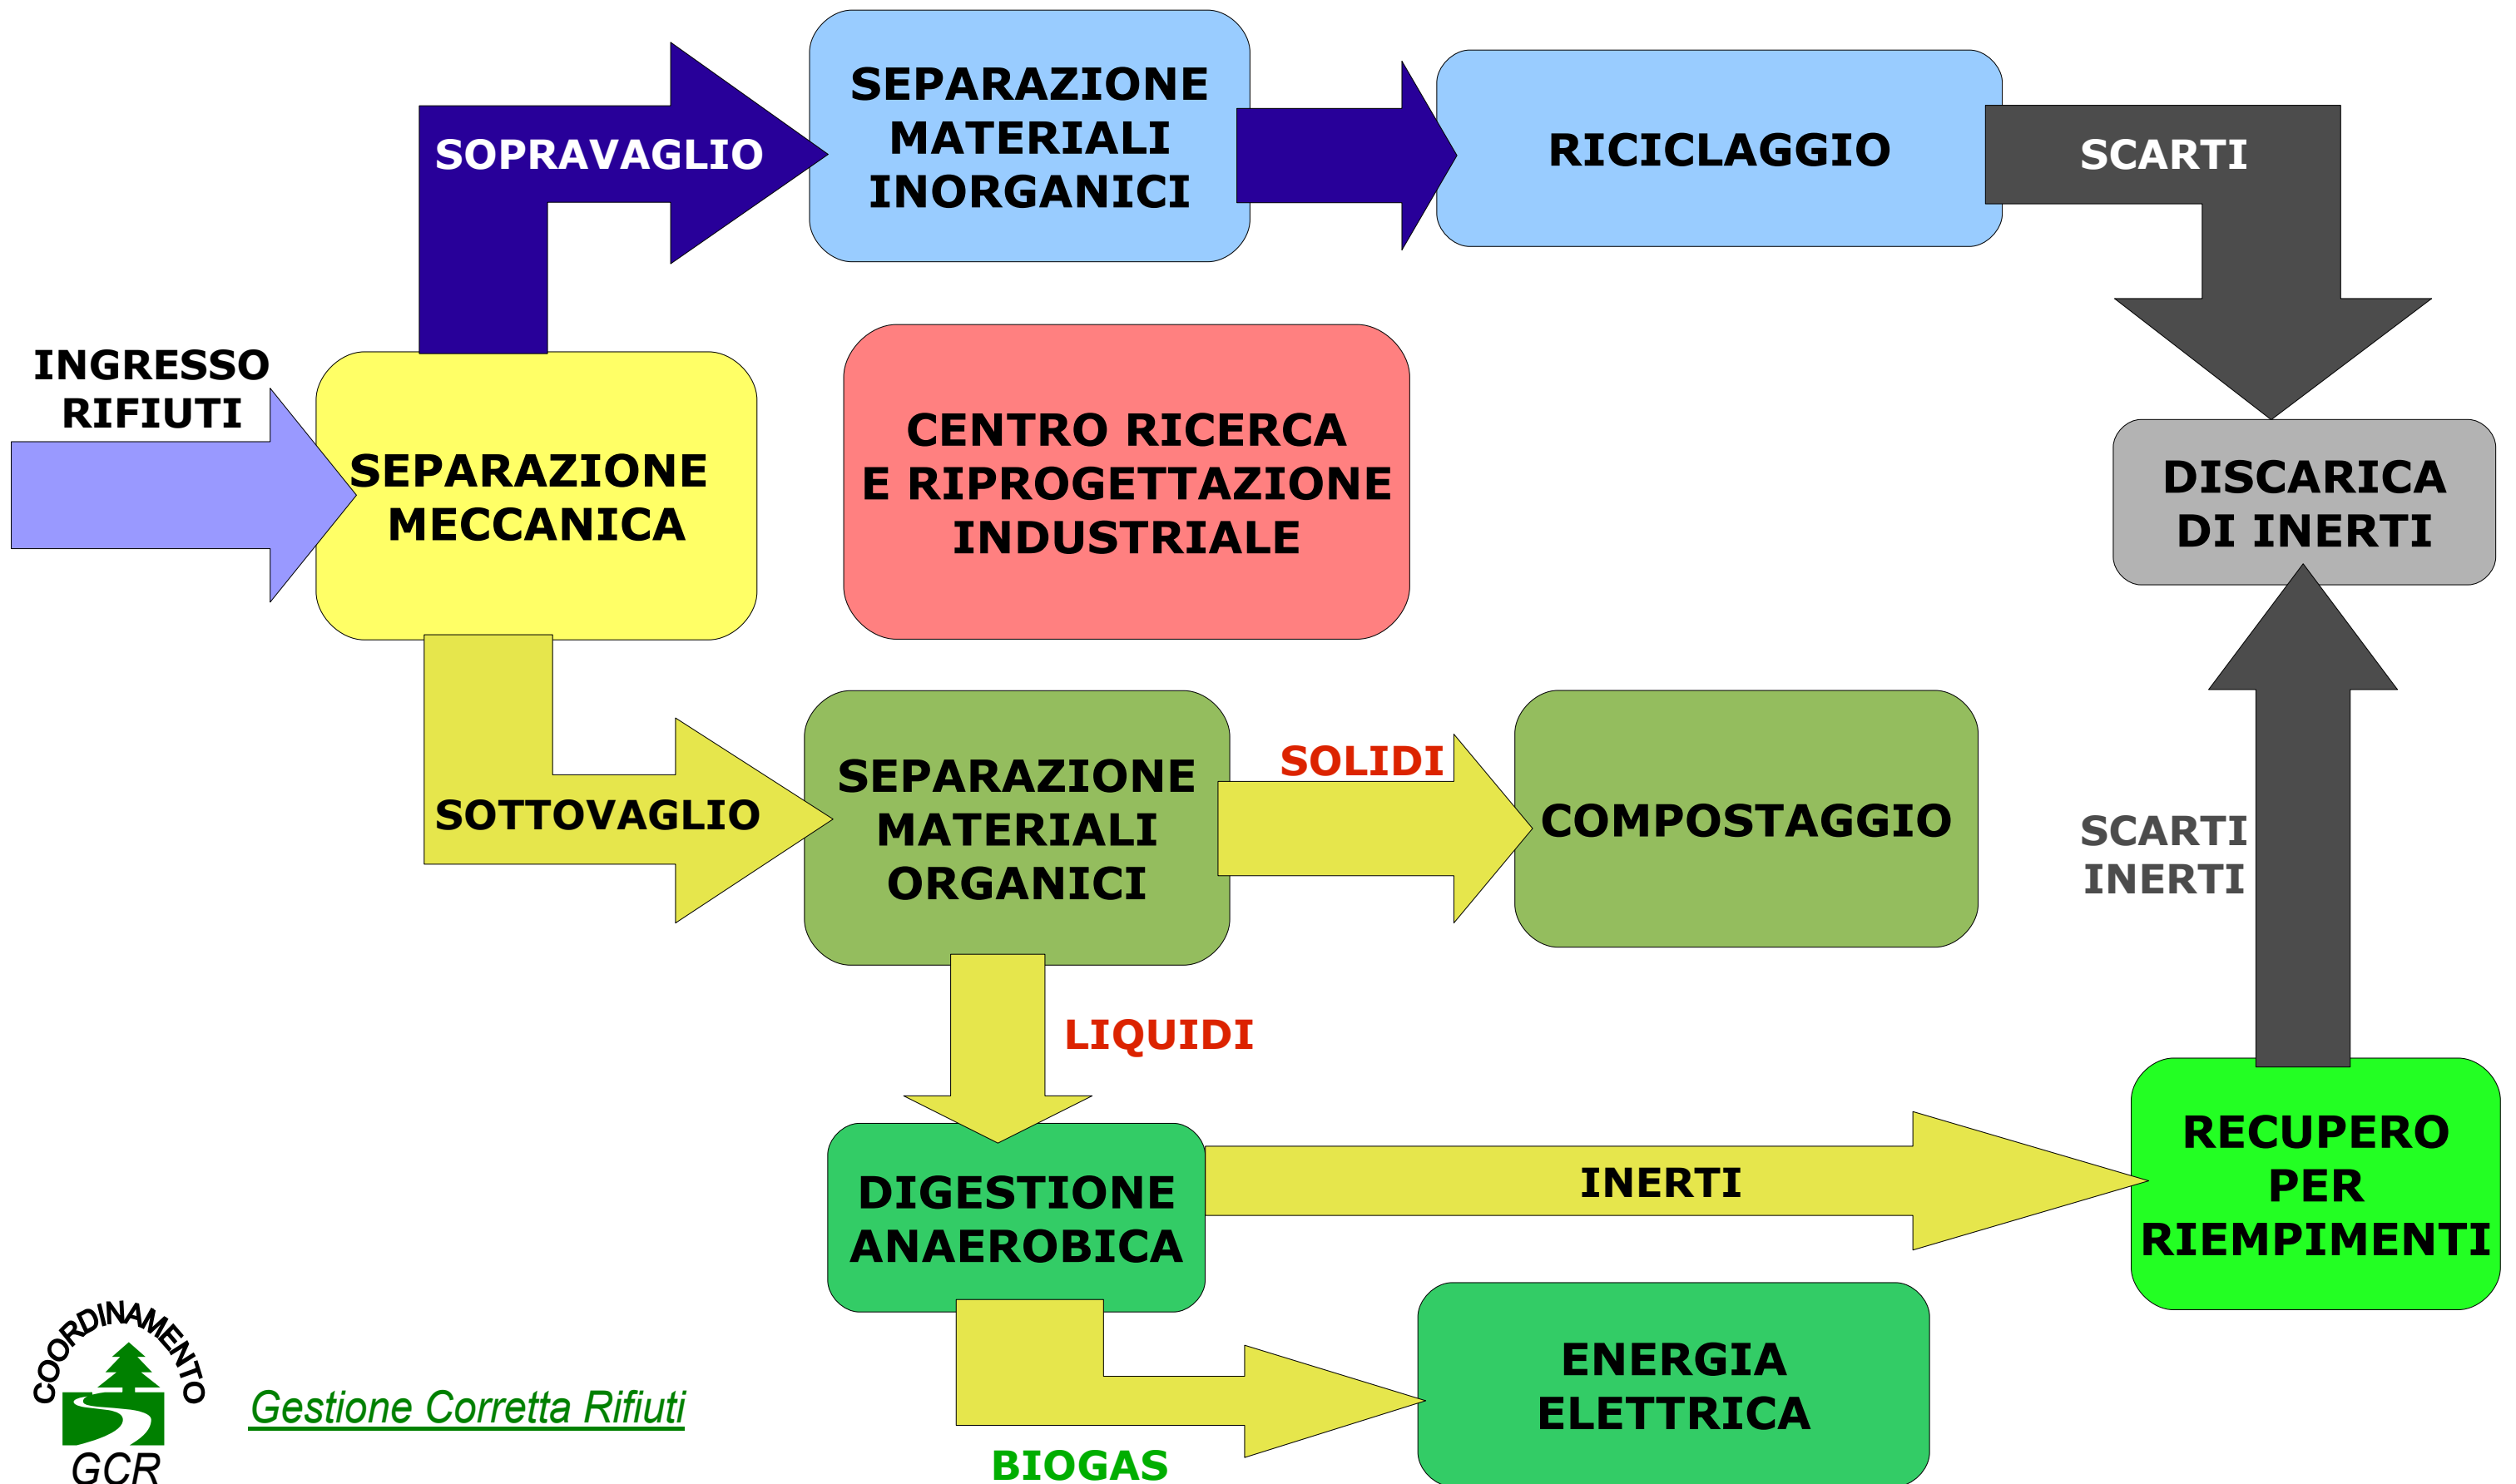 SEPARAZIONE
MATERIALI
INORGANICI
SOPRAVAGLIO
RICICLAGGIO
SCARTI
INGRESSO
RIFIUTI
SEPARAZIONE
MECCANICA
CENTRO RICERCA
E RIPROGETTAZIONE
INDUSTRIALE
DISCARICA
DI INERTI
SOTTOVAGLIO
SEPARAZIONE
MATERIALI
ORGANICI
SOLIDI
COMPOSTAGGIO
SCARTI
INERTI
LIQUIDI
DIGESTIONE
ANAEROBICA
INERTI
RECUPERO
PER
RIEMPIMENTI
ENERGIA
ELETTRICA
BIOGAS
COORDINAMENTO
GCR
Gestione Corretta Rifiuti